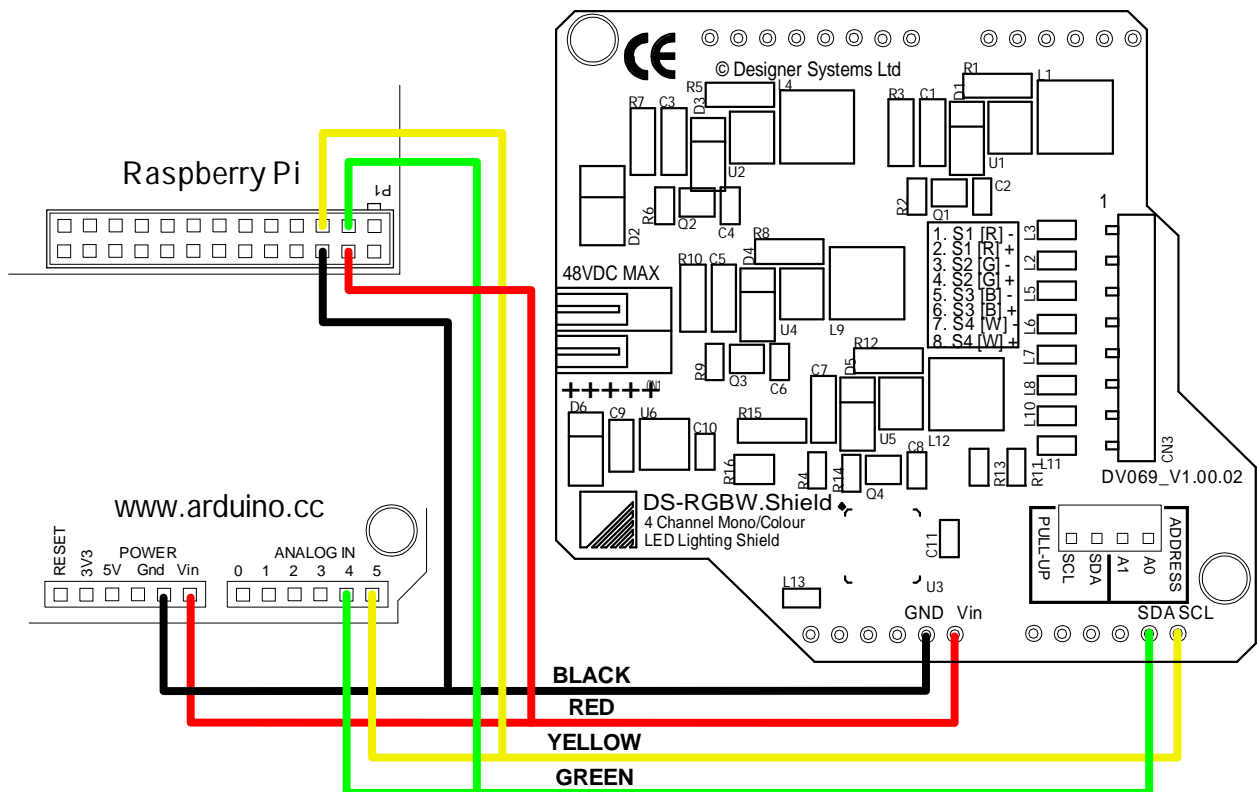 Raspberry Pi
P1
www.arduino.cc
RESET
3V3
5V
POWER
Gnd
Vin
ANALOG IN
0 1 2 3 4 5
CE
© Designer Systems Ltd
R1
L1
R5
L4
D3
D1
R7
C3
R3
C1
U2
U1
R6
Q2
C4
D2
R2
Q1
C2
R8
D4
1
1. S1 [R] -
2. S1 [R] +
3. S2 [G] -
4. S2 [G] +
5. S3 [B] -
6. S3 [B] +
7. S4 [W] -
8. S4 [W] +
L3
L2
L5
L6
L7
L8
L10
L11
48VDC MAX
R10
C5
U4
L9
R9
Q3
C6
R12
D5
C7
CN1
+++++
D6
C9
U6
C10
R15
U5
L12
R16
R4
R14
Q4
C8
R13
R11
CN3
DV069_V1.00.02
DS-RGBW.Shield
4 Channel Mono/Colour
LED Lighting Shield
C11
U3
L13
PULL-UP
SCL
SDA
A1
A0
ADDRESS
GND Vin
SDA SCL
BLACK
RED
YELLOW
GREEN